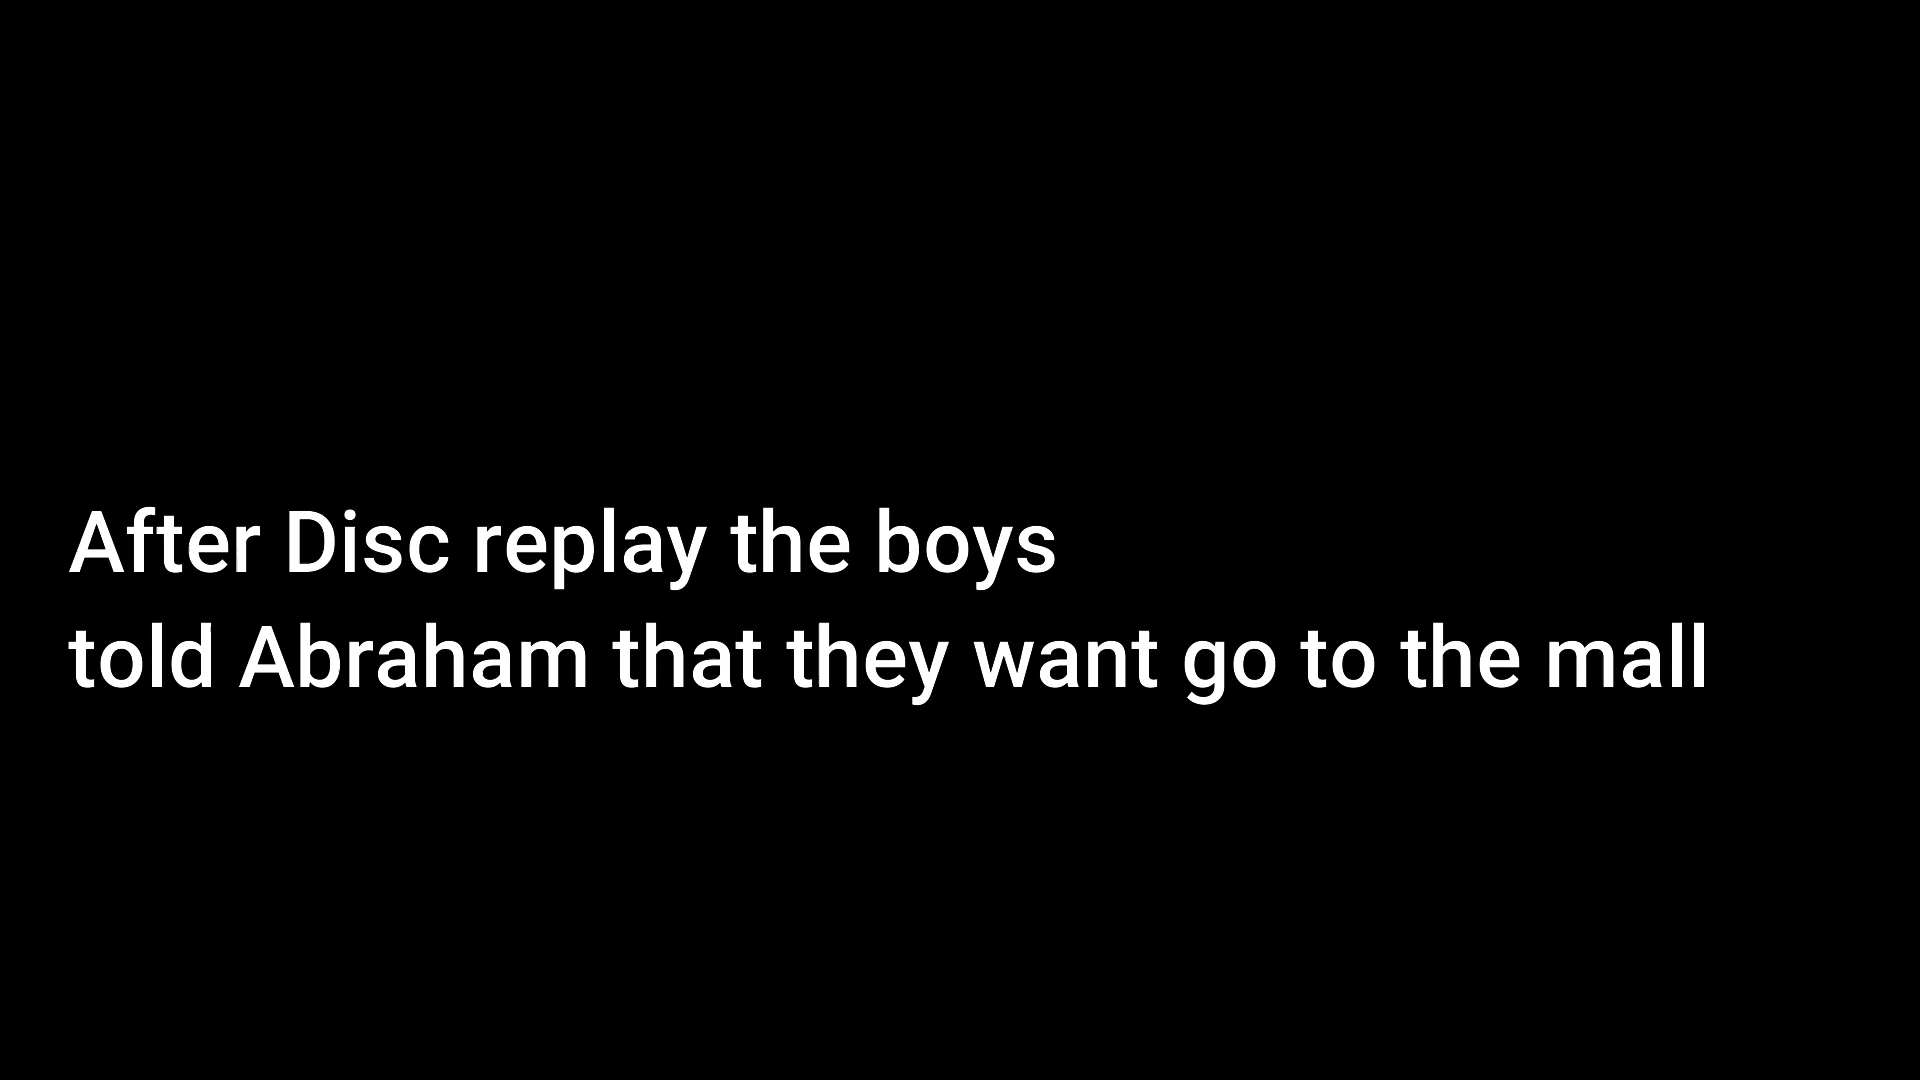 After Disc replay the boys
told Abraham that they want go to the mall